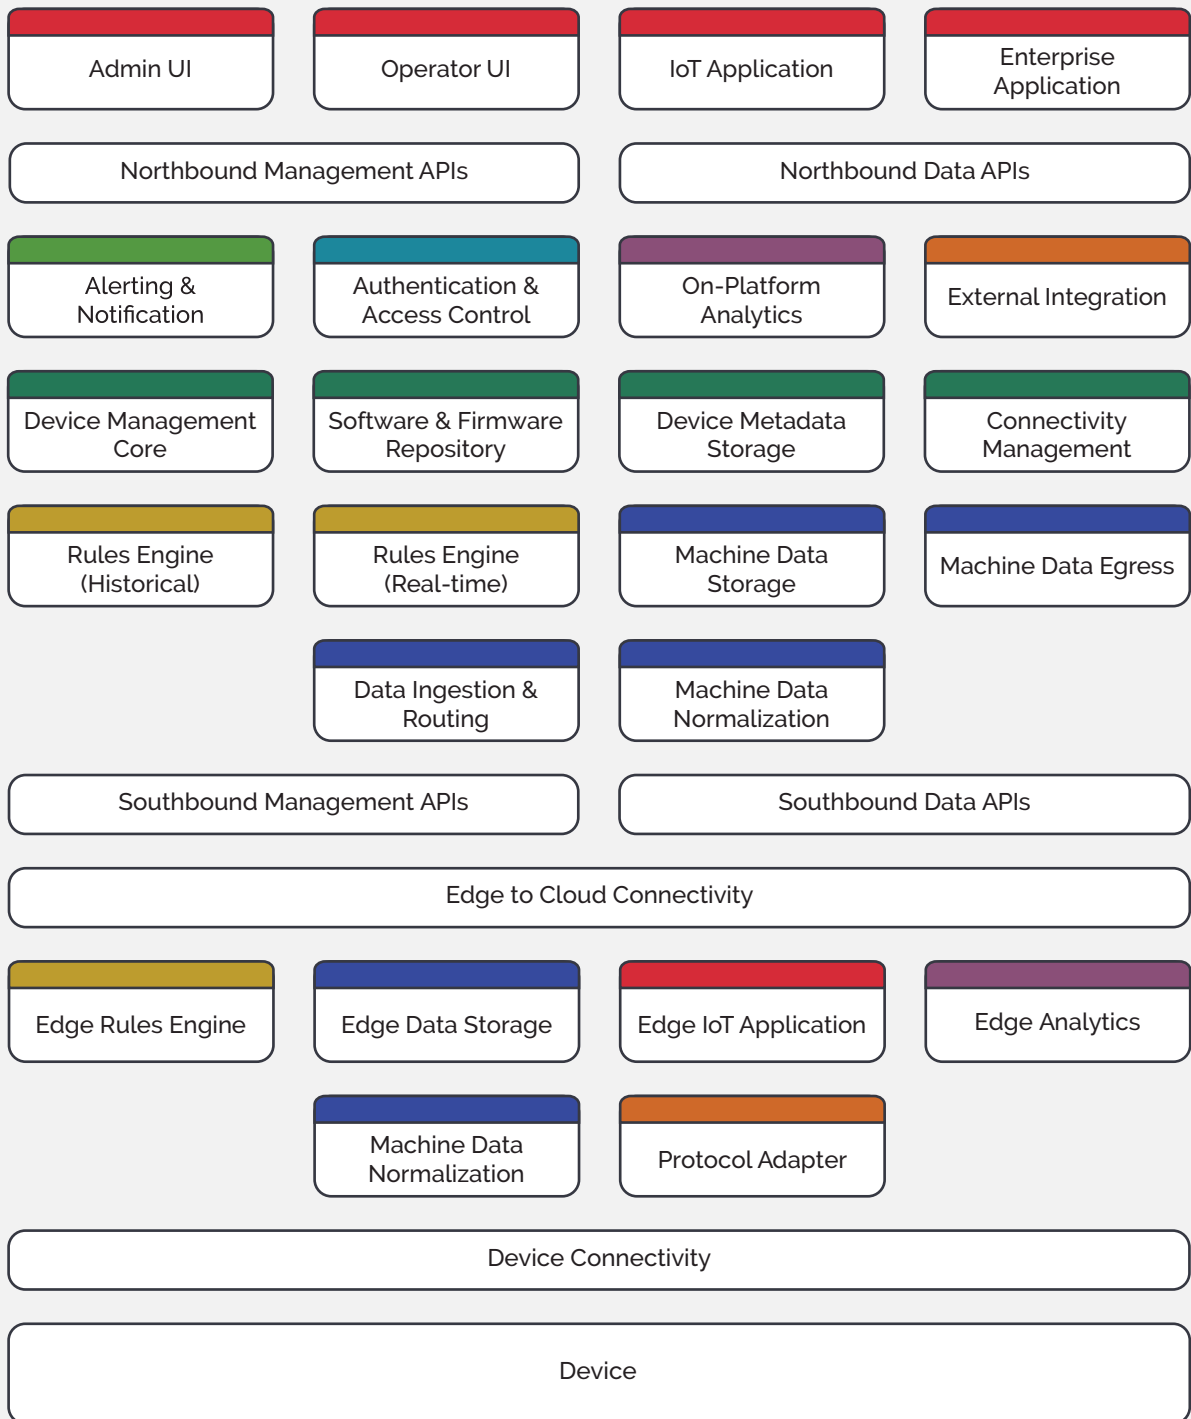 Admin UI
Operator UI
IoT Application
Enterprise
Application
Northbound Management APIs
Northbound Data APIs
Alerting &
Notification
Authentication &
Access Control
On-Platform
Analytics
External Integration
Device Management
Core
Software & Firmware
Repository
Device Metadata
Storage
Connectivity
Management
Rules Engine
(Historical)
Rules Engine
(Real-time)
Machine Data
Storage
Machine Data Egress
Data Ingestion &
Routing
Machine Data
Normalization
Southbound Management APIs
Southbound Data APIs
Edge to Cloud Connectivity
Edge Rules Engine
Edge Data Storage
Edge IoT Application
Edge Analytics
Machine Data
Normalization
Protocol Adapter
Device Connectivity
Device